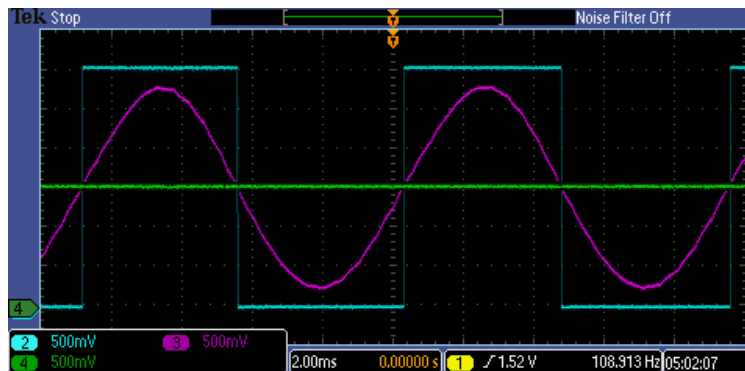 Tek Stop Noise Filter Off
4
2 500mV 3 500mV
4 500mV 2.00ms 0.00000 s 1 1.52 V 108.913 Hz 05:02:07